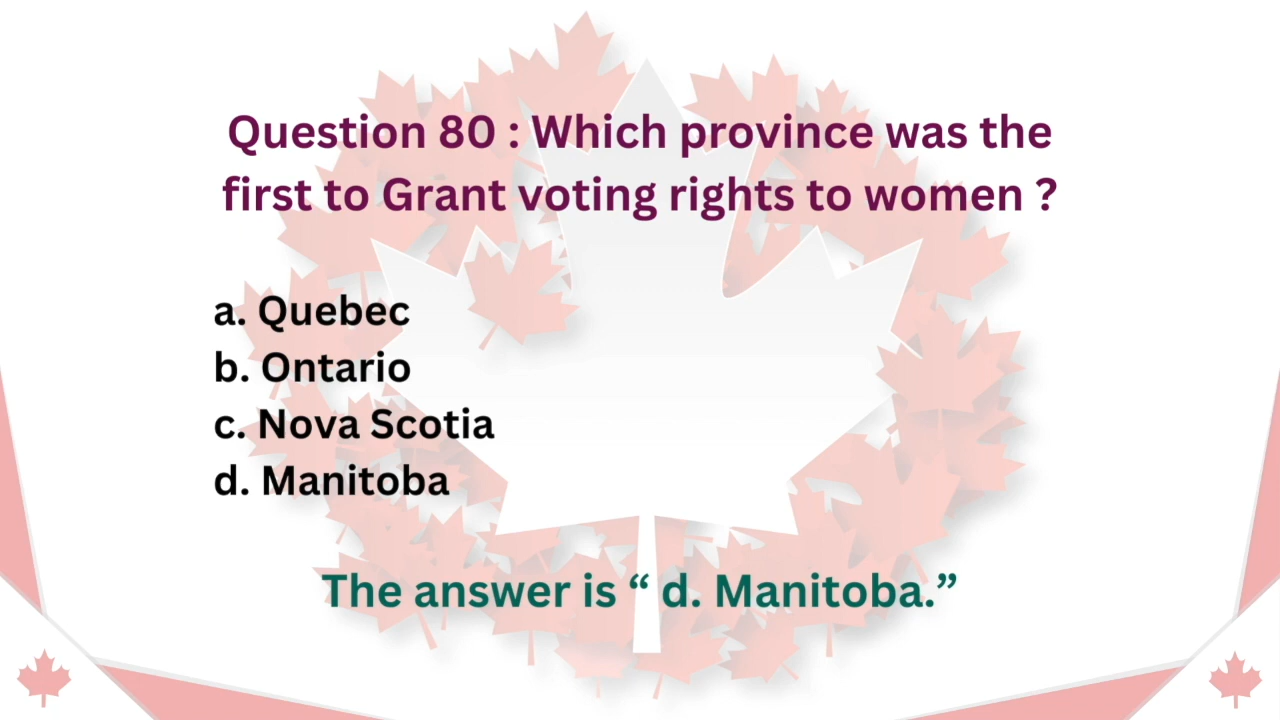 Question 80 : Which province was the
first to Grant voting rights to women ?
a. Quebec
b. Ontario
c. Nova Scotia
d. Manitoba
The answer is “ d. Manitoba.”